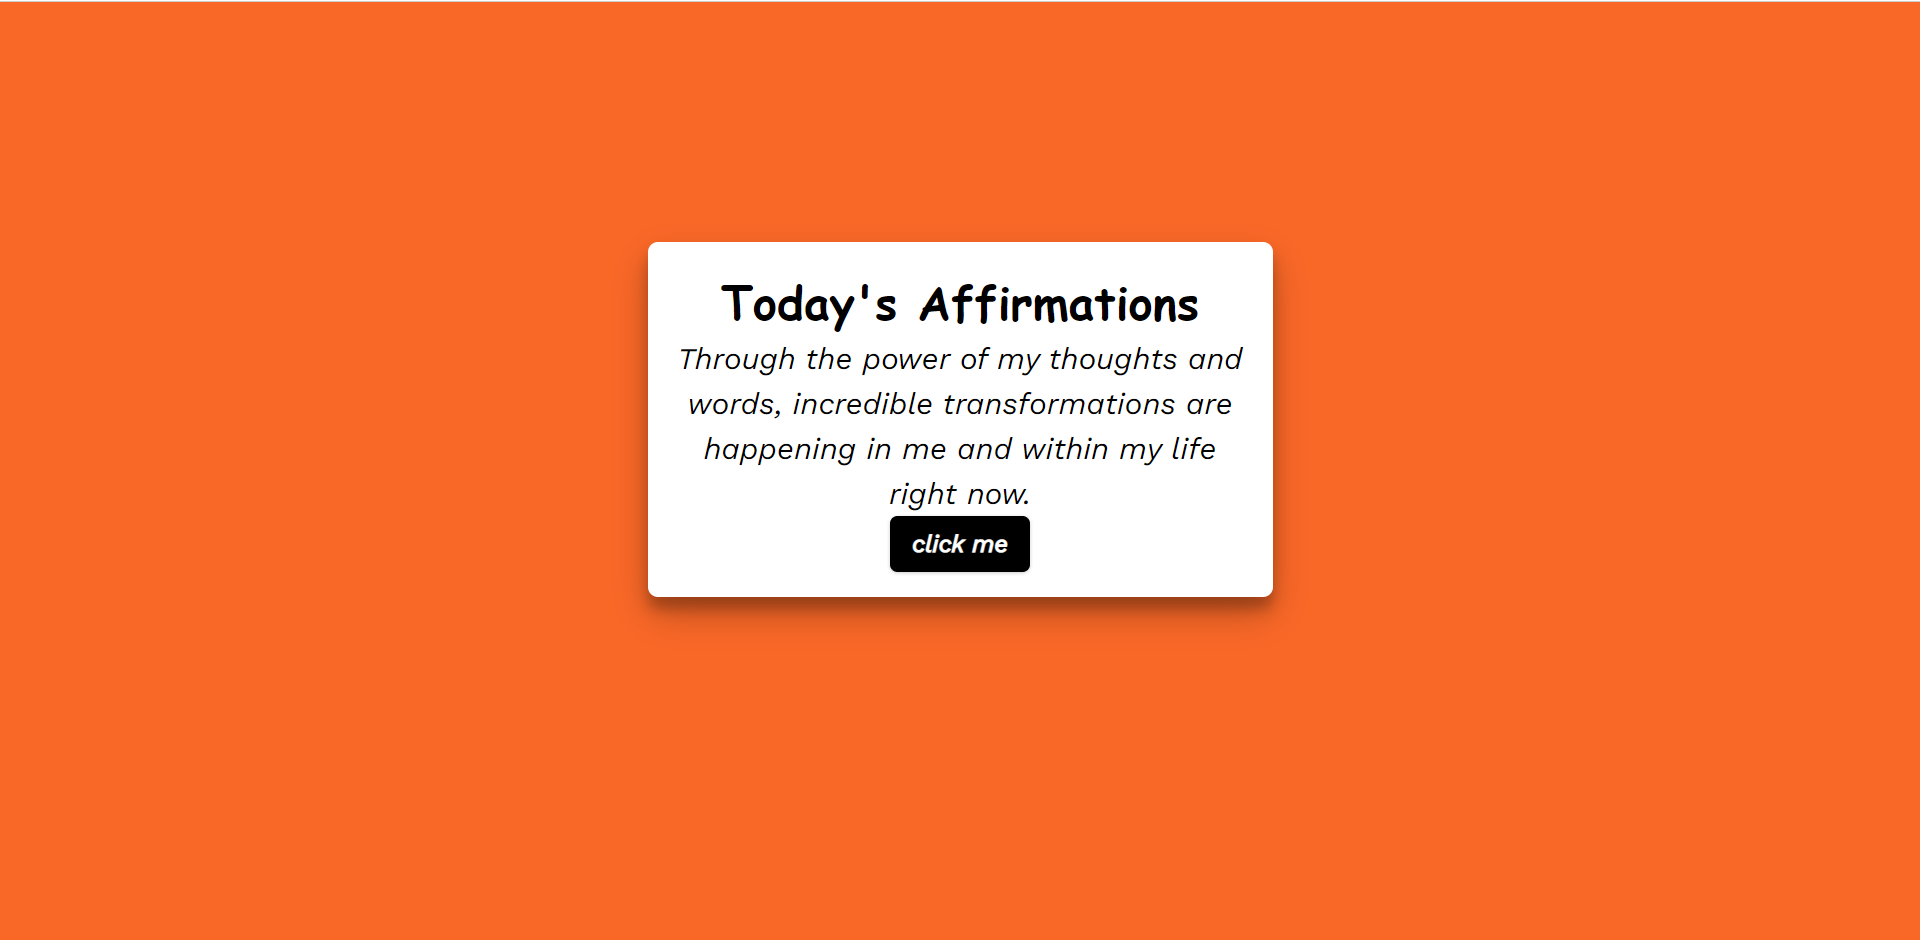 Today's Affirmations
Through the power of my thoughts and
words, incredible transformations are
happening in me and within my life
right now.
click me